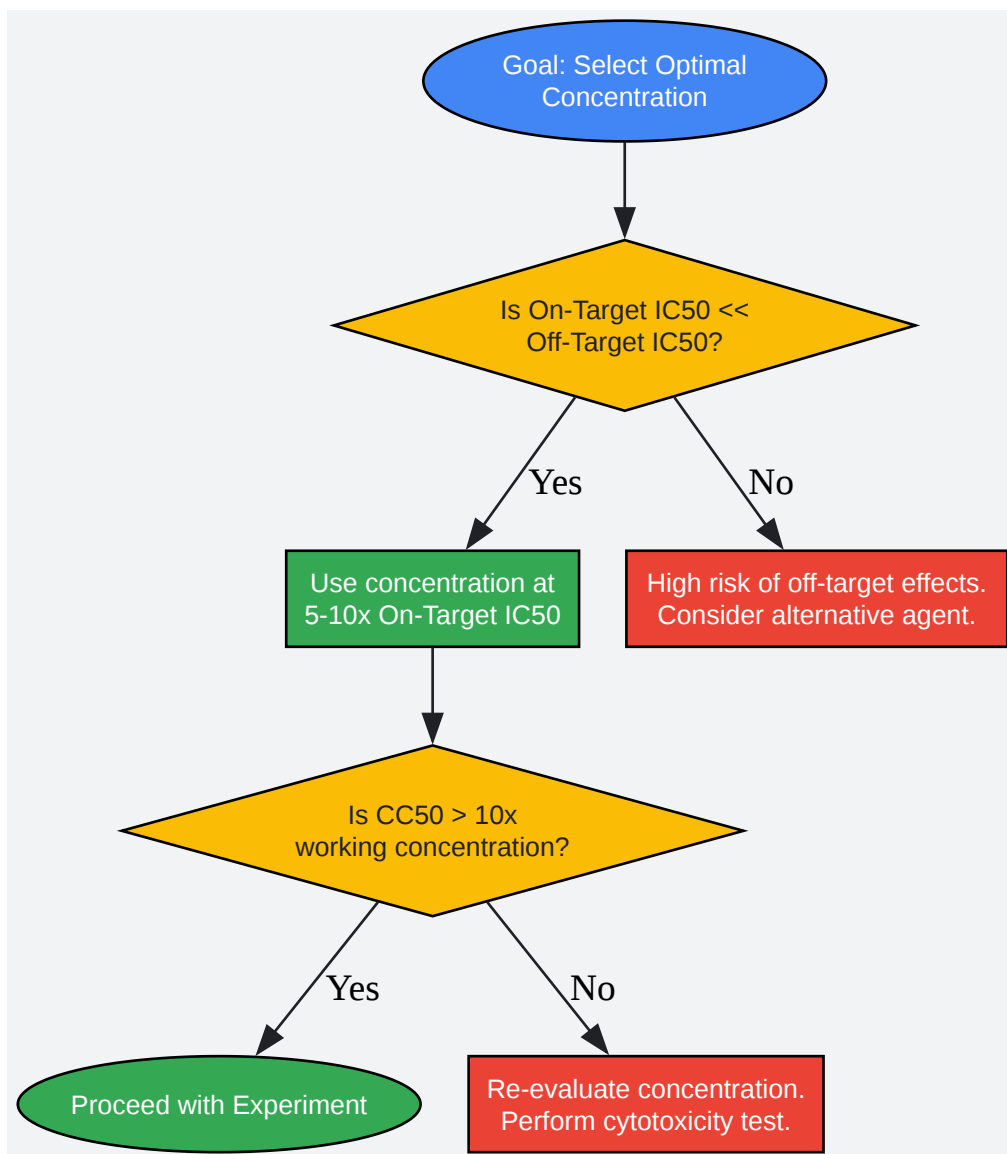 Goal: Select Optimal
Concentration
Is On-Target IC50 <<
Off-Target IC50?
Yes
No
Use concentration at
5-10x On-Target IC50
High risk of off-target effects.
Consider alternative agent.
Is CC50 > 10x
working concentration?
Yes
No
Proceed with Experiment
Re-evaluate concentration.
Perform cytotoxicity test.